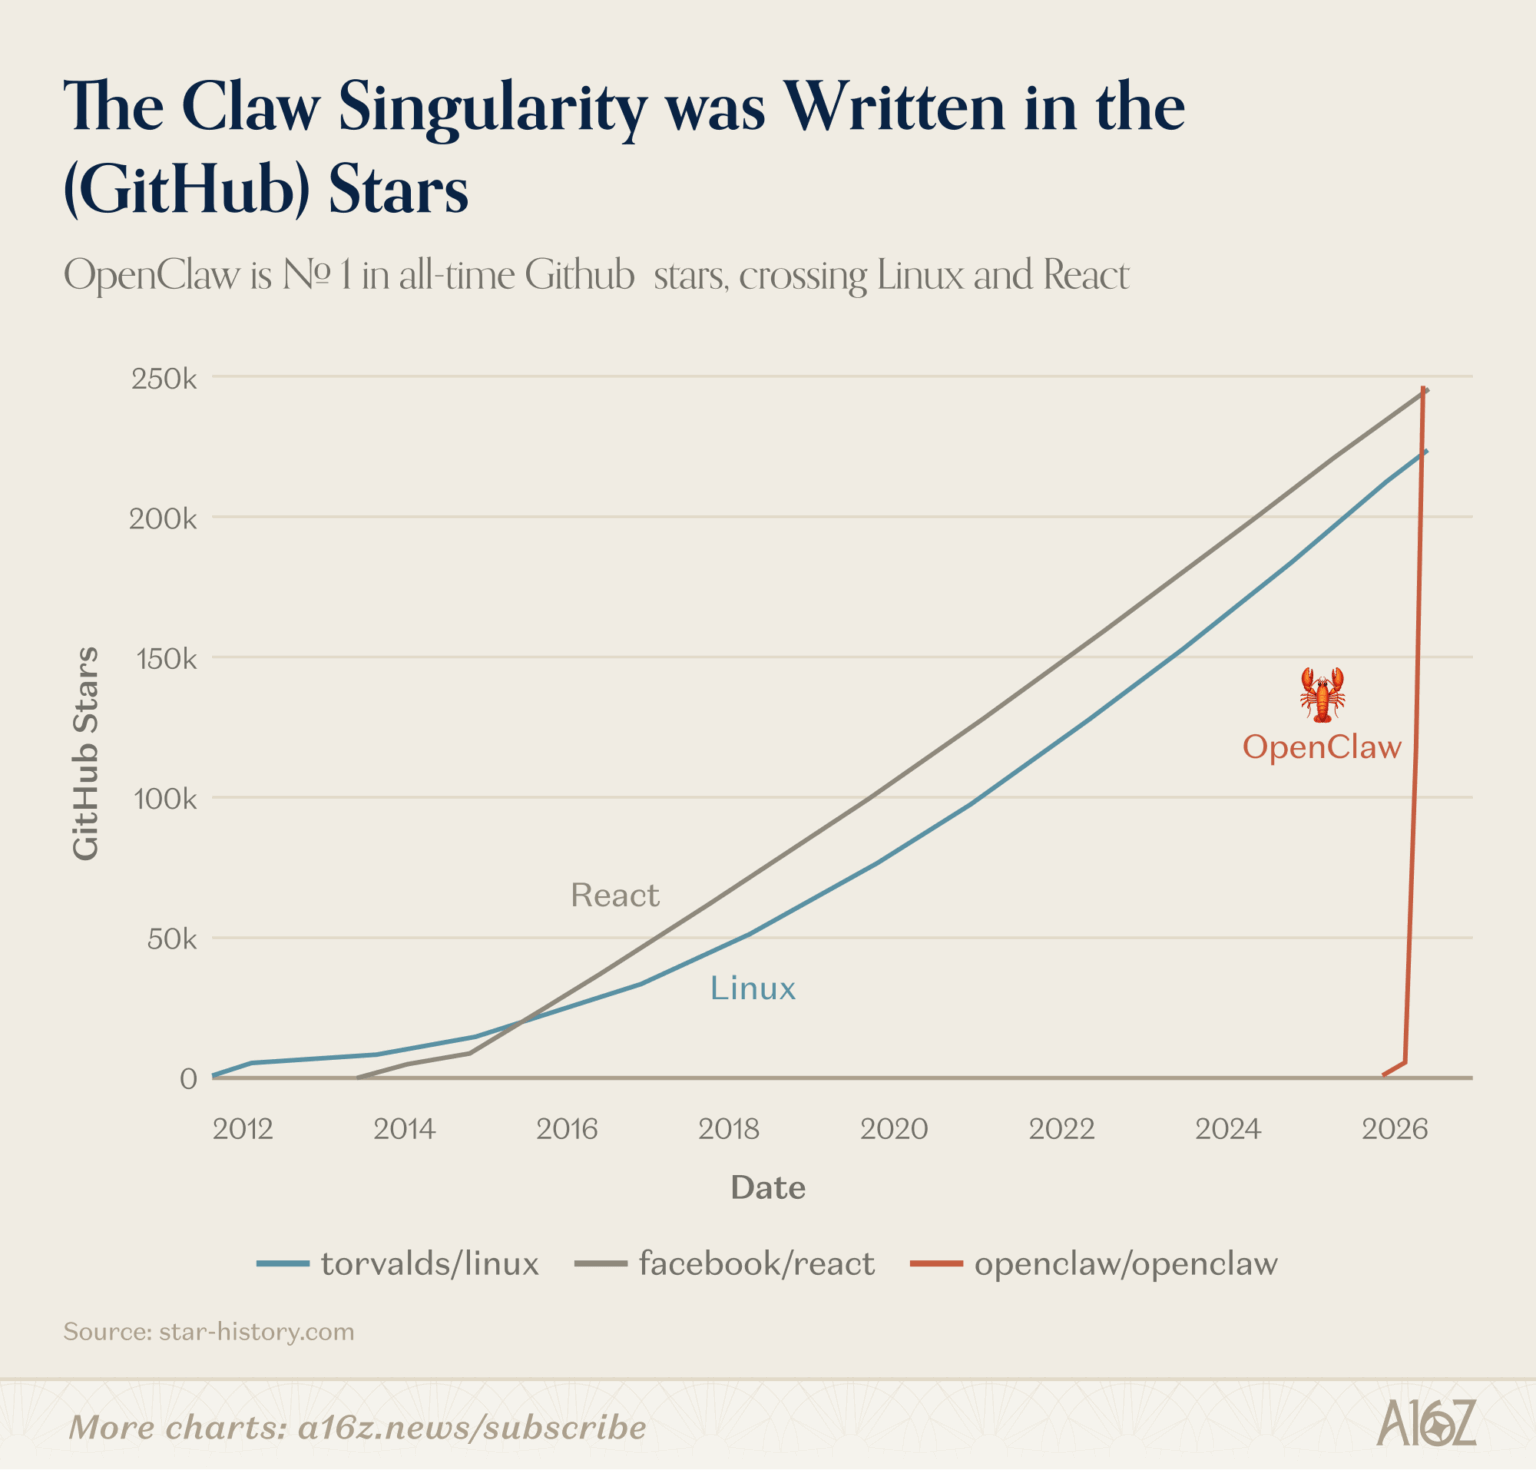 The Claw Singularity was Written in the
(GitHub) Stars
OpenClaw is № 1 in all-time Github  stars, crossing Linux and React
250k
200k
150k
100k
50k
0
GitHub Stars
OpenClaw
React
Linux
2012 2014 2016 2018 2020 2022 2024 2026
Date
torvalds/linux facebook/react openclaw/openclaw
Source: star-history.com
More charts: a16z.news/subscribe
A16Z